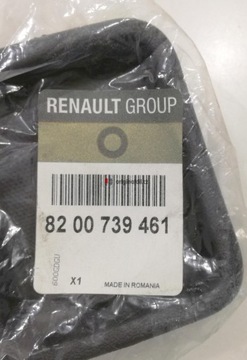 RENAULT GROUP
82 00 739 461
X1
MADE IN ROMANIA